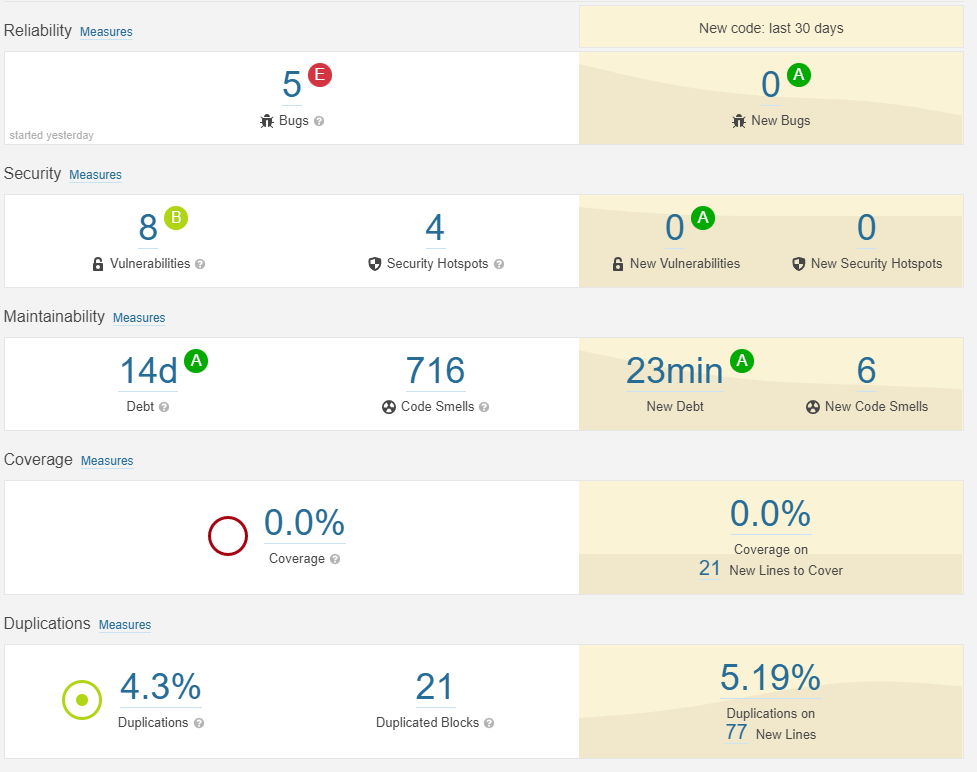 Reliability Measures
New code: last 30 days
5 E
Bugs ?
started yesterday
0 A
New Bugs
Security Measures
8 B
Vulnerabilities ?
4
Security Hotspots ?
0 A
New Vulnerabilities
0
New Security Hotspots
Maintainability Measures
14d A
Debt ?
716
Code Smells ?
23min A
New Debt
6
New Code Smells
Coverage Measures
0.0%
Coverage ?
0.0%
Coverage on
21 New Lines to Cover
Duplications Measures
4.3%
Duplications ?
21
Duplicated Blocks ?
5.19%
Duplications on
77 New Lines